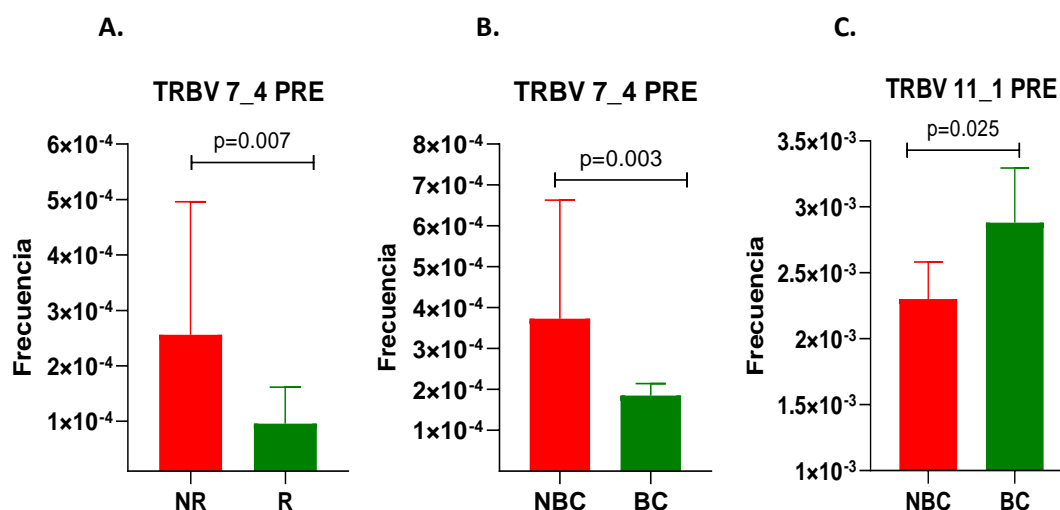 A.
TRBV 7_4 PRE
p=0.007
6×10⁻⁴
5×10⁻⁴
4×10⁻⁴
3×10⁻⁴
2×10⁻⁴
1×10⁻⁴
Frecuencia
NR R
B.
TRBV 7_4 PRE
p=0.003
8×10⁻⁴
7×10⁻⁴
6×10⁻⁴
5×10⁻⁴
4×10⁻⁴
3×10⁻⁴
2×10⁻⁴
1×10⁻⁴
Frecuencia
NBC BC
C.
TRBV 11_1 PRE
p=0.025
3.5×10⁻³
3×10⁻³
2.5×10⁻³
2×10⁻³
1.5×10⁻³
1×10⁻³
Frecuencia
NBC BC